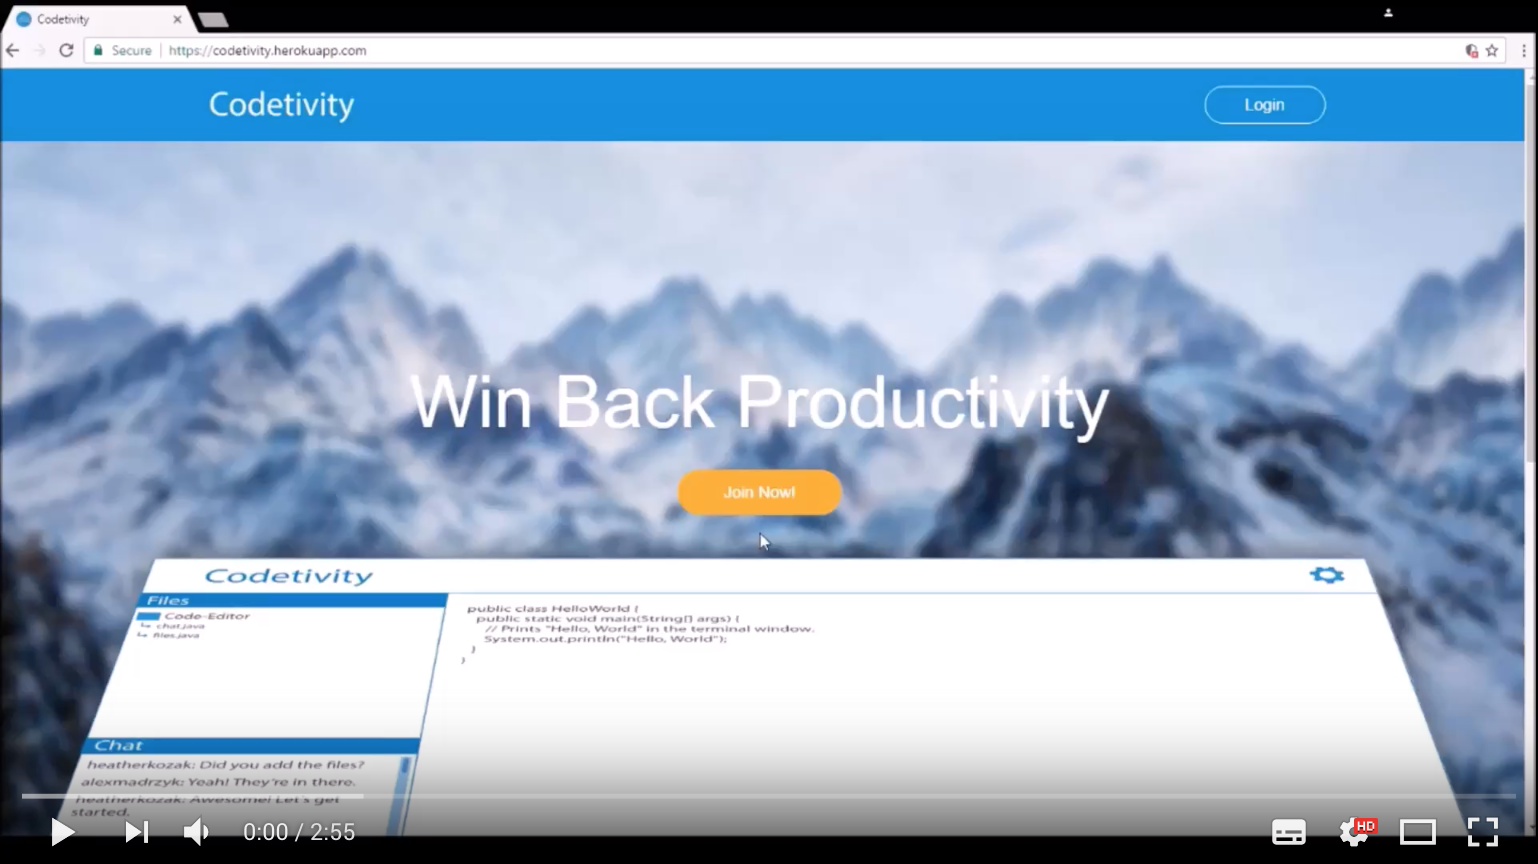 Codetivity
Secure
https://codetivity.herokuapp.com
Codetivity
Login
Win Back Productivity
Join Now!
Codetivity
Files
Code-Editor
chat.java
files.java
public class HelloWorld {
public static void main(String[] args) {
// Prints "Hello, World" in the terminal window.
System.out.println("Hello, World");
}
}
Chat
heatherkozak: Did you add the files?
alexmadrzyk: Yeah! They're in there.
heatherkozak: Awesome! Let's get
started.
0:00 / 2:55
HD